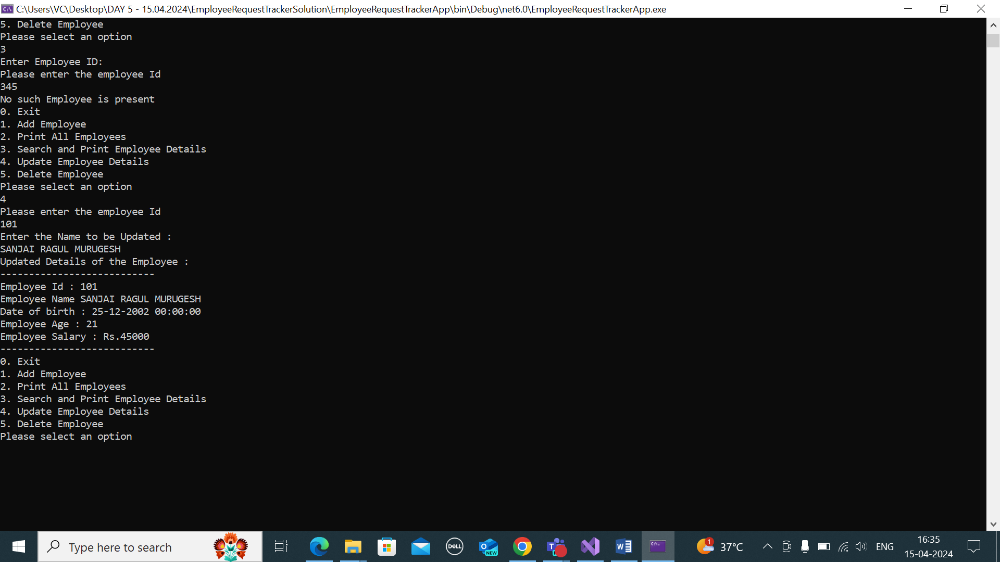 C:\Users\VC\Desktop\DAY 5 - 15.04.2024\EmployeeRequestTrackerSolution\EmployeeRequestTrackerApp\bin\Debug\net6.0\EmployeeRequestTrackerApp.exe
5. Delete Employee
Please select an option
3
Enter Employee ID:
Please enter the employee Id
345
No such Employee is present
0. Exit
1. Add Employee
2. Print All Employees
3. Search and Print Employee Details
4. Update Employee Details
5. Delete Employee
Please select an option
4
Please enter the employee Id
101
Enter the Name to be Updated :
SANJAI RAGUL MURUGESH
Updated Details of the Employee :
---------------------------
Employee Id : 101
Employee Name SANJAI RAGUL MURUGESH
Date of birth : 25-12-2002 00:00:00
Employee Age : 21
Employee Salary : Rs.45000
---------------------------
0. Exit
1. Add Employee
2. Print All Employees
3. Search and Print Employee Details
4. Update Employee Details
5. Delete Employee
Please select an option
Type here to search
DELL
NEW
1
37°C
ENG
16:35
15-04-2024